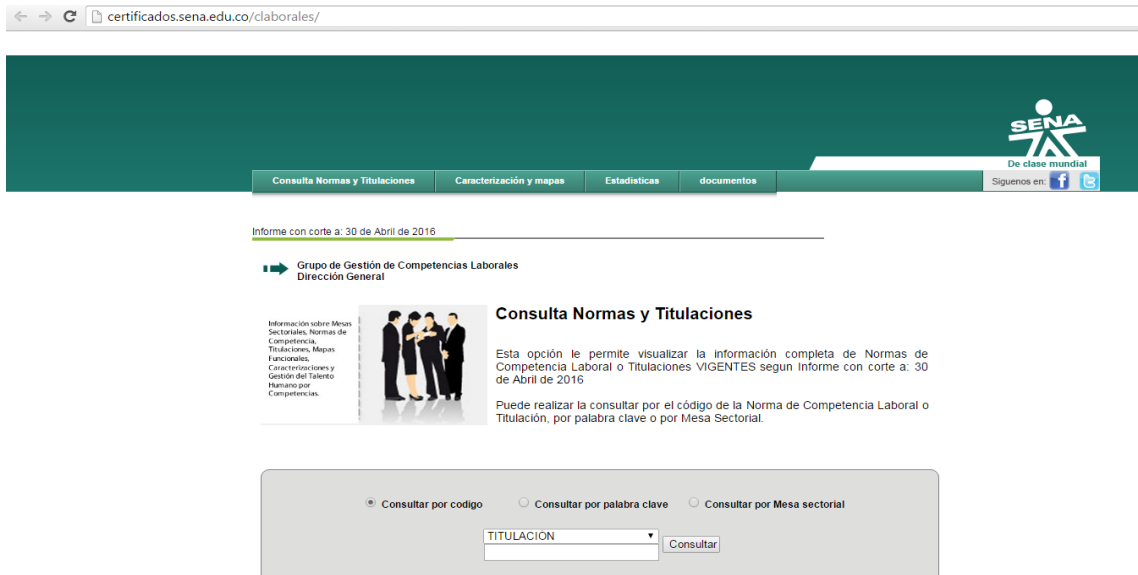 certificados.sena.edu.co/claborales/
SENA
De clase mundial
Consulta Normas y Titulaciones
Caracterización y mapas
Estadisticas
documentos
Siguenos en:
Informe con corte a: 30 de Abril de 2016
Grupo de Gestión de Competencias Laborales
Dirección General
Información sobre Mesas
Sectoriales, Normas de
Competencia,
Titulaciones, Mapas
Funcionales,
Caracterizaciones y
Gestión del Talento
Humano por
Competencias.
Consulta Normas y Titulaciones
Esta opción le permite visualizar la información completa de Normas de
Competencia Laboral o Titulaciones VIGENTES segun Informe con corte a: 30
de Abril de 2016
Puede realizar la consultar por el código de la Norma de Competencia Laboral o
Titulación, por palabra clave o por Mesa Sectorial.
Consultar por codigo
Consultar por palabra clave
Consultar por Mesa sectorial
TITULACIÓN
Consultar